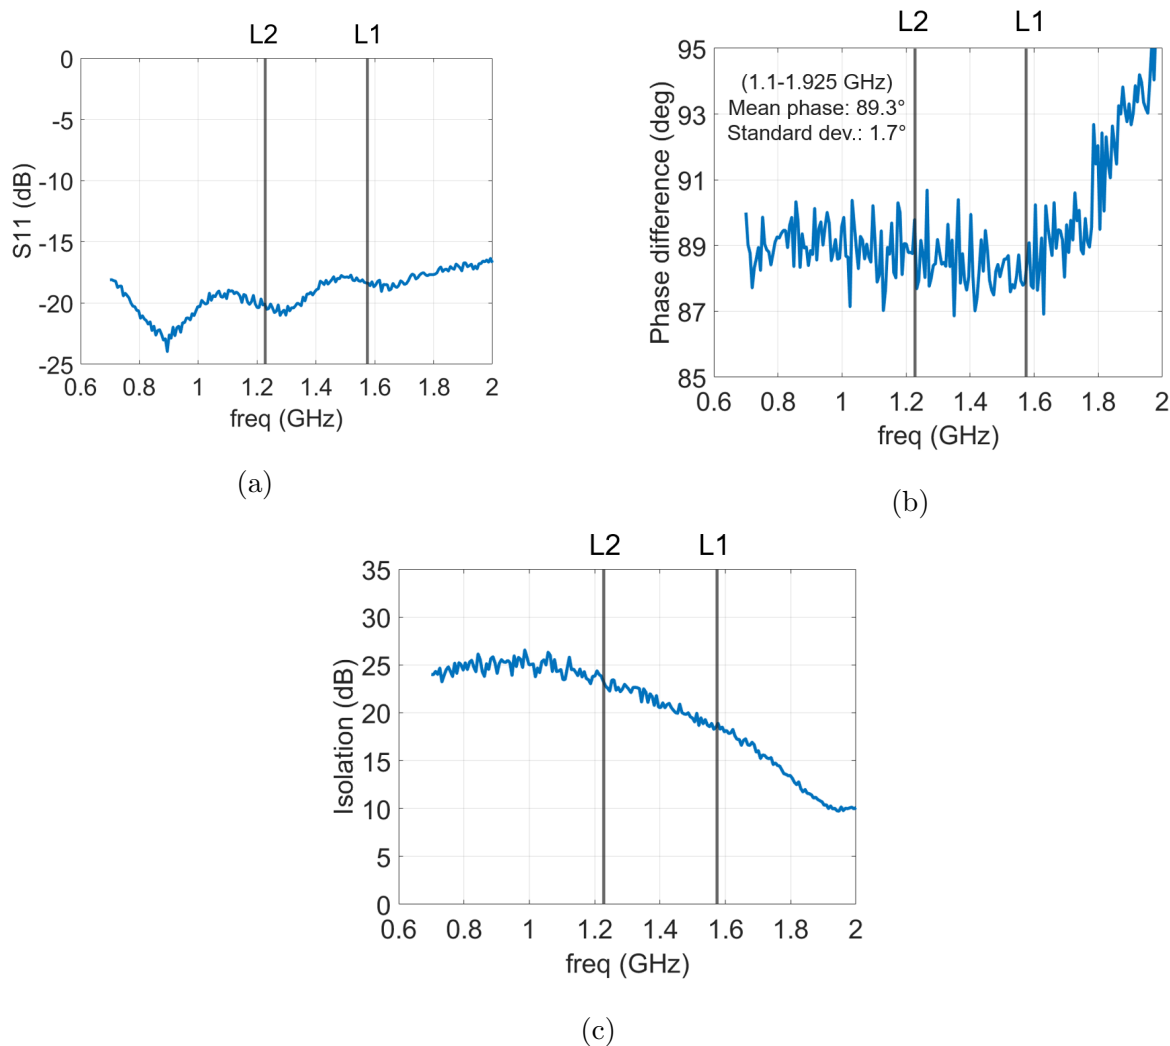 L2 L1
0
-5
-10
-15
-20
-25
S11 (dB)
0.6 0.8 1 1.2 1.4 1.6 1.8 2
freq (GHz)
(a)
L2 L1
95
93
91
89
87
85
Phase difference (deg)
(1.1-1.925 GHz)
Mean phase: 89.3°
Standard dev.: 1.7°
0.6 0.8 1 1.2 1.4 1.6 1.8 2
freq (GHz)
(b)
L2 L1
35
30
25
20
15
10
5
0
Isolation (dB)
0.6 0.8 1 1.2 1.4 1.6 1.8 2
freq (GHz)
(c)